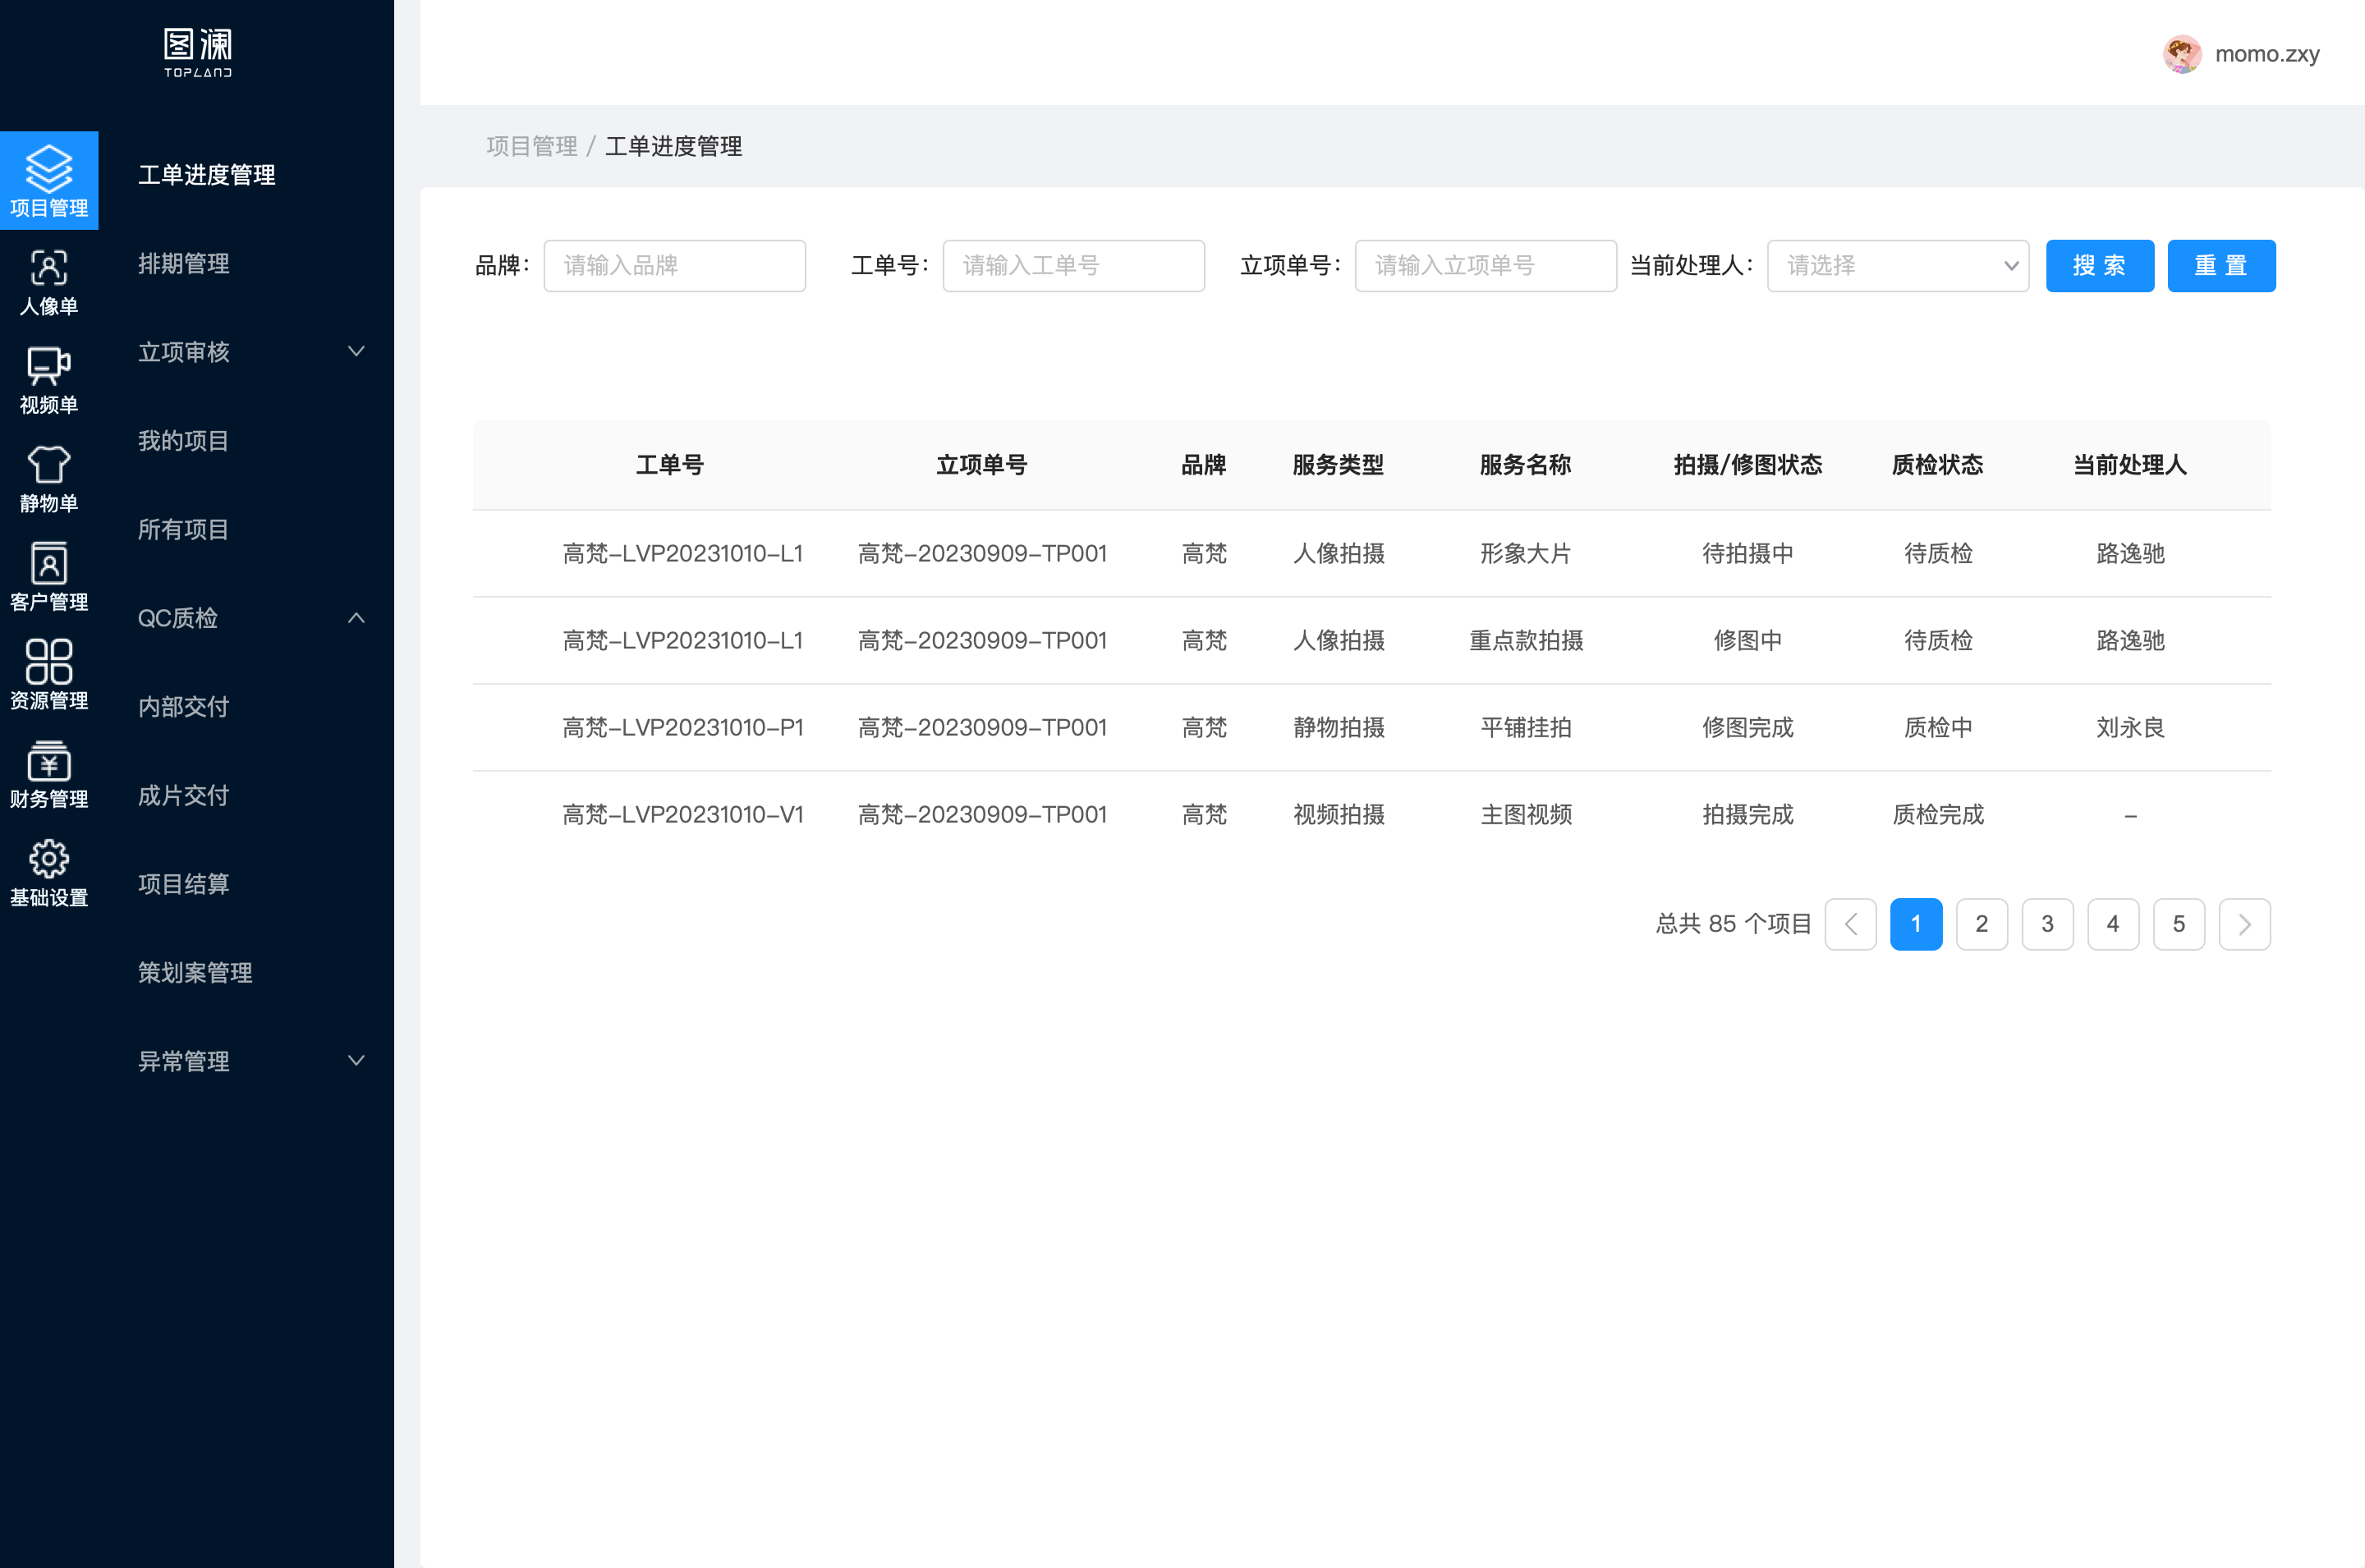 图澜
TOPLAND
momo.zxy
项目管理 / 工单进度管理
项目管理
人像单
视频单
静物单
客户管理
资源管理
财务管理
基础设置
工单进度管理
排期管理
立项审核
我的项目
所有项目
QC质检
内部交付
成片交付
项目结算
策划案管理
异常管理
品牌： 请输入品牌 工单号： 请输入工单号 立项单号： 请输入立项单号 当前处理人： 请选择 搜 索 重 置
工单号 立项单号 品牌 服务类型 服务名称 拍摄/修图状态 质检状态 当前处理人
高梵-LVP20231010-L1 高梵-20230909-TP001 高梵 人像拍摄 形象大片 待拍摄中 待质检 路逸驰
高梵-LVP20231010-L1 高梵-20230909-TP001 高梵 人像拍摄 重点款拍摄 修图中 待质检 路逸驰
高梵-LVP20231010-P1 高梵-20230909-TP001 高梵 静物拍摄 平铺挂拍 修图完成 质检中 刘永良
高梵-LVP20231010-V1 高梵-20230909-TP001 高梵 视频拍摄 主图视频 拍摄完成 质检完成 -
总共 85 个项目 1 2 3 4 5